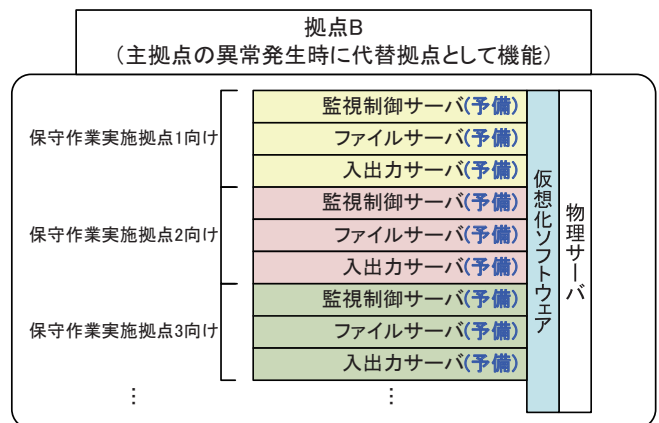 拠点B
（主拠点の異常発生時に代替拠点として機能）
保守作業実施拠点1向け
監視制御サーバ(予備)
ファイルサーバ(予備)
入出力サーバ(予備)
保守作業実施拠点2向け
監視制御サーバ(予備)
ファイルサーバ(予備)
入出力サーバ(予備)
保守作業実施拠点3向け
監視制御サーバ(予備)
ファイルサーバ(予備)
入出力サーバ(予備)
⋮
⋮
仮想化ソフトウェア
物理サーバ